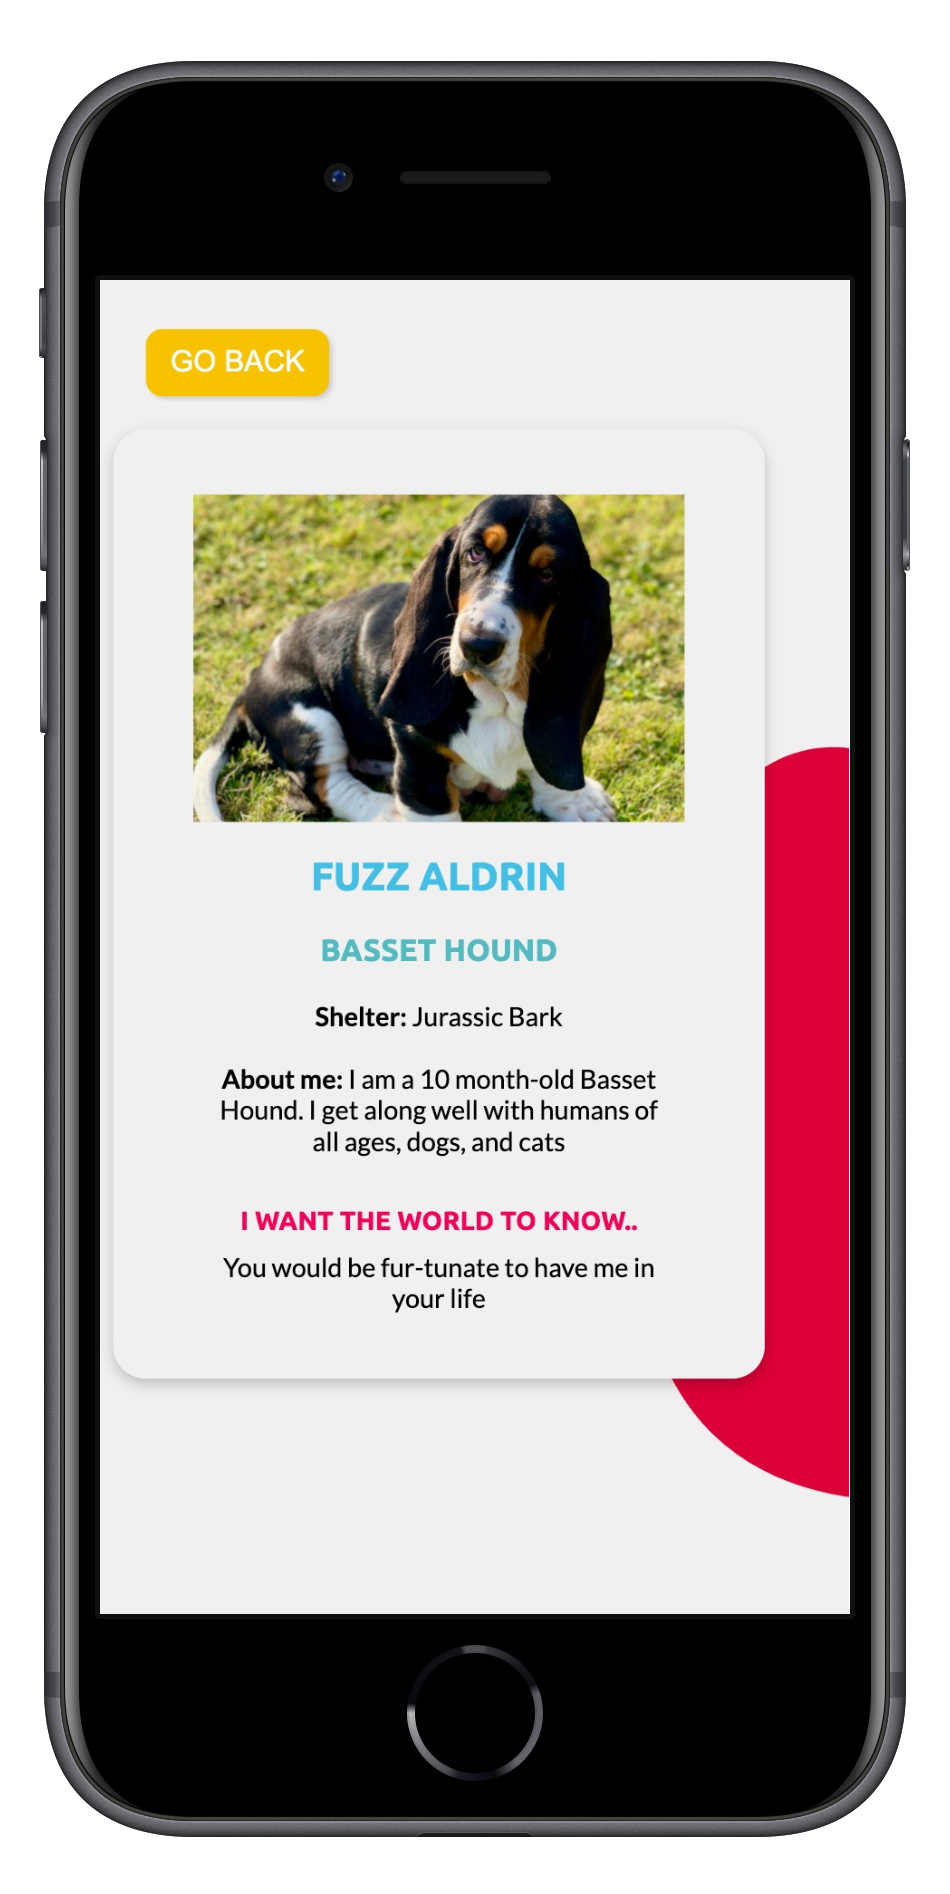 GO BACK
FUZZ ALDRIN
BASSET HOUND
Shelter: Jurassic Bark
About me: I am a 10 month-old Basset
Hound. I get along well with humans of
all ages, dogs, and cats
I WANT THE WORLD TO KNOW..
You would be fur-tunate to have me in
your life